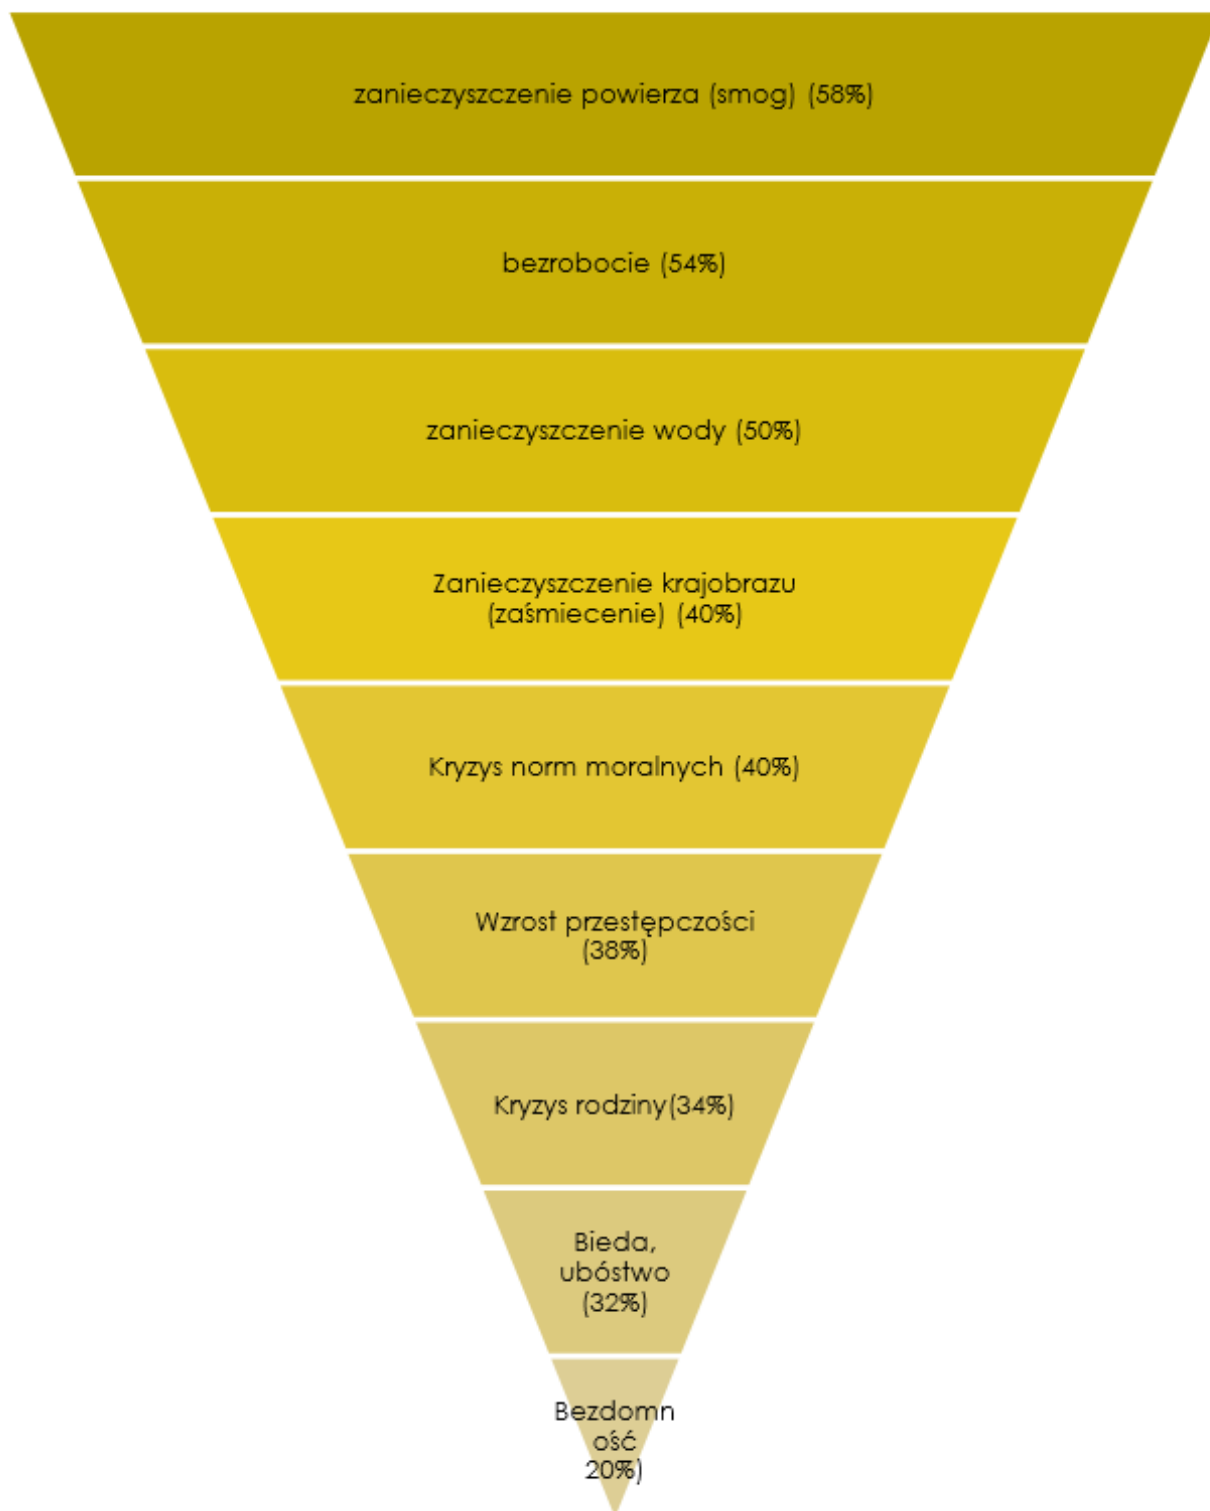 zanieczyszczenie powierza (smog) (58%)
bezrobocie (54%)
zanieczyszczenie wody (50%)
Zanieczyszczenie krajobrazu
(zaśmiecenie) (40%)
Kryzys norm moralnych (40%)
Wzrost przestępczości
(38%)
Kryzys rodziny(34%)
Bieda,
ubóstwo
(32%)
Bezdomn
ość
20%)